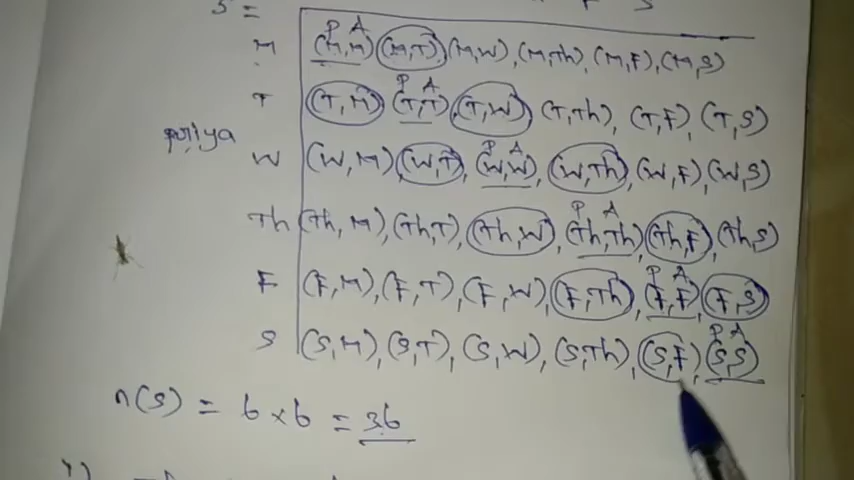 S =
P A
M (M,M) (M,T) (M,W), (M,Th), (M,F), (M,S)
P A
T (T,M) (T,T), (T,W), (T,Th), (T,F), (T,S)
priya
P A
W (W,M), (W,T), (W,W), (W,Th), (W,F), (W,S)
P A
Th (Th,M), (Th,T), (Th,W), (Th,Th), (Th,F), (Th,S)
P A
F (F,M), (F,T), (F,W), (F,Th), (F,F), (F,S)
P A
S (S,M), (S,T), (S,W), (S,Th), (S,F), (S,S)
n(S) = 6 × 6 = 36